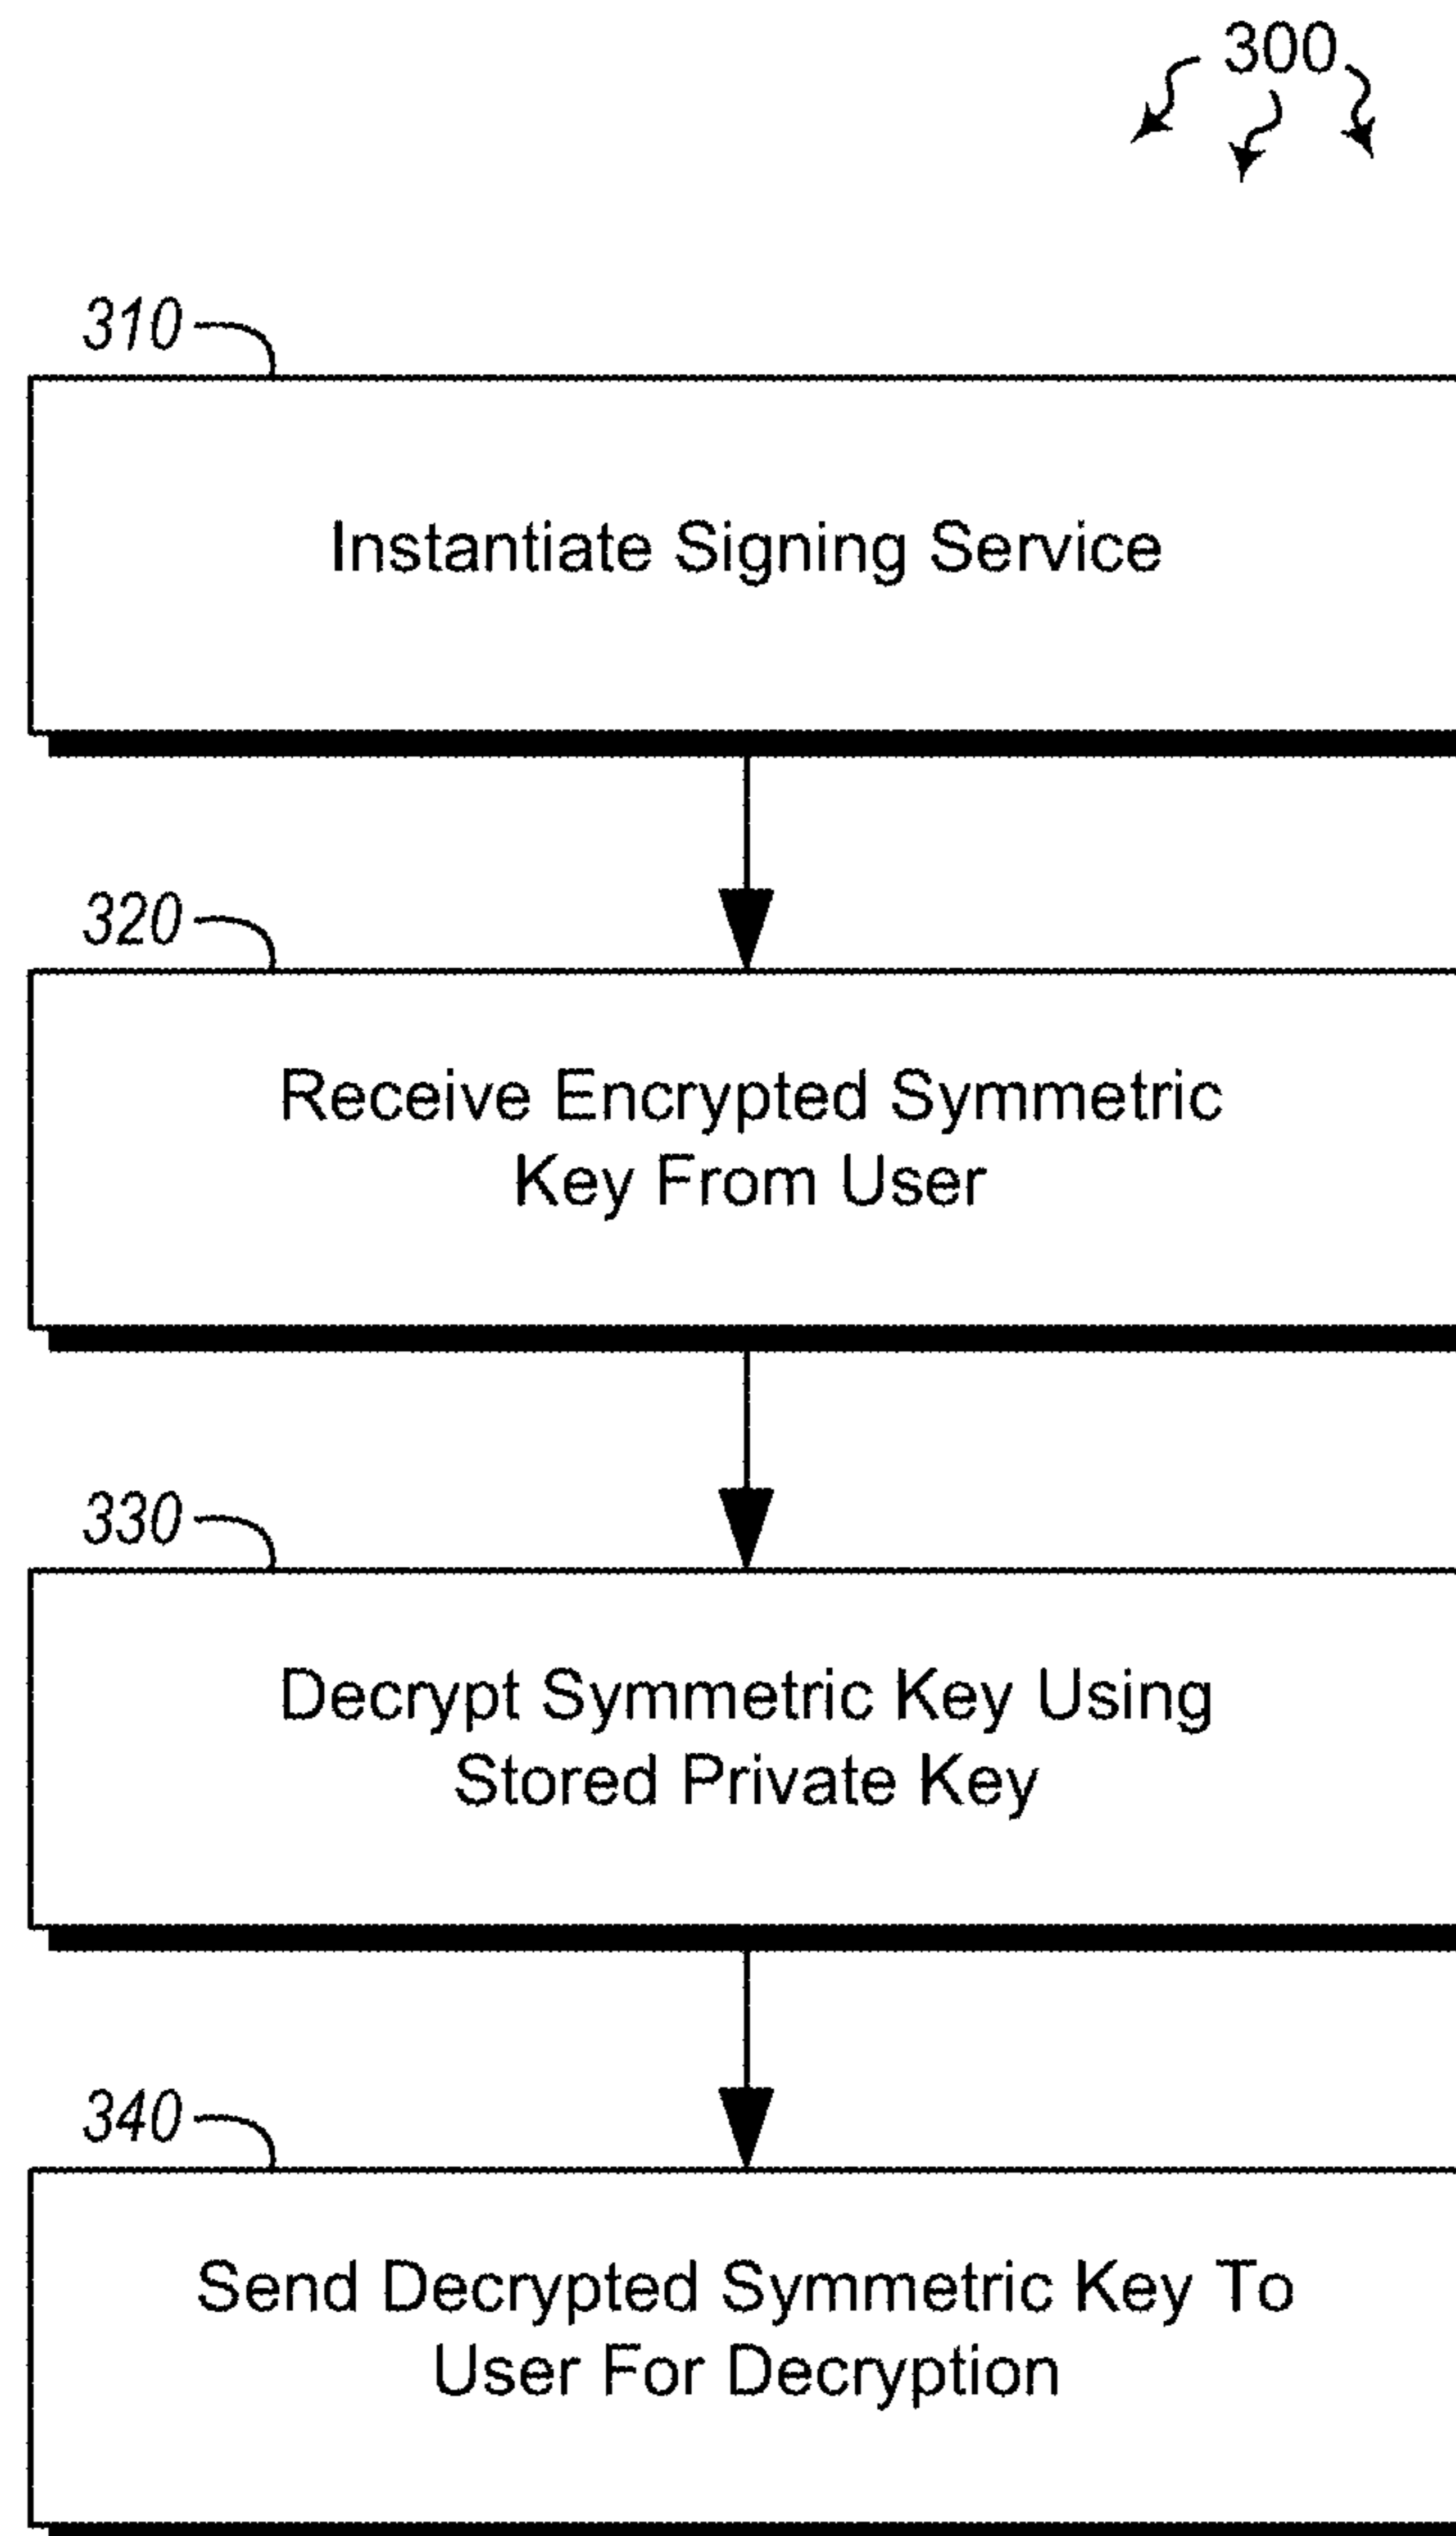 300
310
Instantiate Signing Service
320
Receive Encrypted Symmetric
Key From User
330
Decrypt Symmetric Key Using
Stored Private Key
340
Send Decrypted Symmetric Key To
User For Decryption